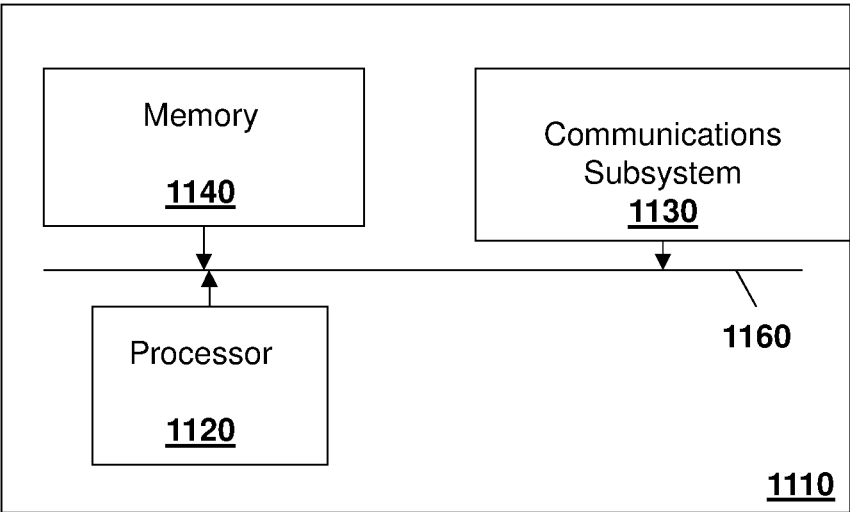 Memory
1140
Communications
Subsystem
1130
Processor
1120
1160
1110